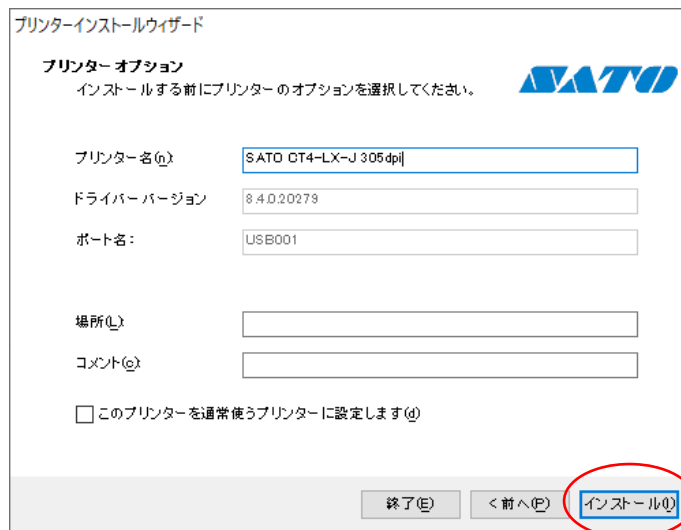 プリンターインストールウィザード
プリンター オプション
インストールする前にプリンターのオプションを選択してください。
SATO
プリンター名(n):
SATO CT4-LX-J 305dpi
ドライバー バージョン
8.4.0.20279
ポート名:
USB001
場所(L):
コメント(c):
このプリンターを通常使うプリンターに設定します(d)
終了(E)
< 前へ(P)
インストール(I)